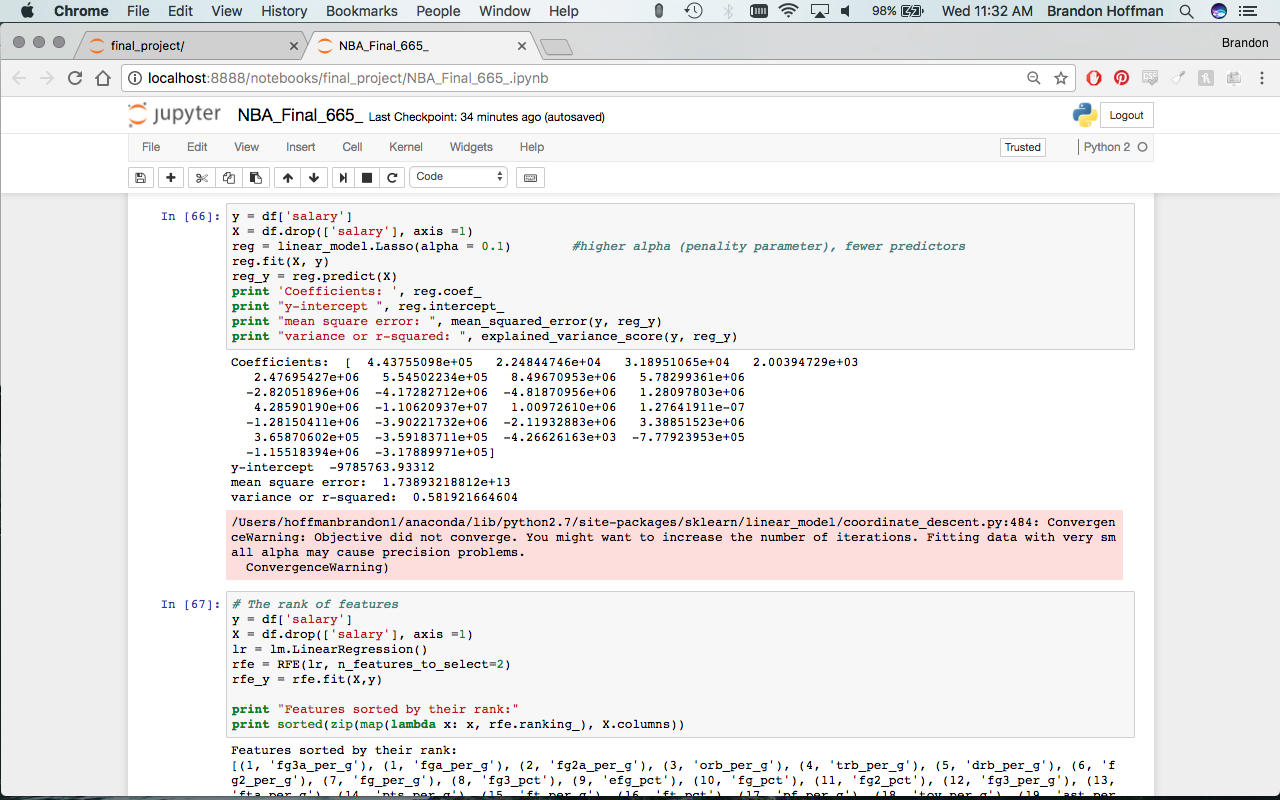 Chrome File Edit View History Bookmarks People Window Help 98% Wed 11:32 AM Brandon Hoffman
final_project/ NBA_Final_665_ Brandon
localhost:8888/notebooks/final_project/NBA_Final_665_.ipynb
jupyter NBA_Final_665_ Last Checkpoint: 34 minutes ago (autosaved) Logout
File Edit View Insert Cell Kernel Widgets Help Trusted Python 2
Code
In [66]: y = df['salary']
X = df.drop(['salary'], axis =1)
reg = linear_model.Lasso(alpha = 0.1) #higher alpha (penality parameter), fewer predictors
reg.fit(X, y)
reg_y = reg.predict(X)
print 'Coefficients: ', reg.coef_
print "y-intercept ", reg.intercept_
print "mean square error: ", mean_squared_error(y, reg_y)
print "variance or r-squared: ", explained_variance_score(y, reg_y)
Coefficients: [ 4.43755098e+05 2.24844746e+04 3.18951065e+04 2.00394729e+03
2.47695427e+06 5.54502234e+05 8.49670953e+06 5.78299361e+06
-2.82051896e+06 -4.17282712e+06 -4.81870956e+06 1.28097803e+06
4.28590190e+06 -1.10620937e+07 1.00972610e+06 1.27641911e-07
-1.28150411e+06 -3.90221732e+06 -2.11932883e+06 3.38851523e+06
3.65870602e+05 -3.59183711e+05 -4.26626163e+03 -7.77923953e+05
-1.15518394e+06 -3.17889971e+05]
y-intercept -9785763.93312
mean square error: 1.73893218812e+13
variance or r-squared: 0.581921664604
/Users/hoffmanbrandon1/anaconda/lib/python2.7/site-packages/sklearn/linear_model/coordinate_descent.py:484: Convergen
ceWarning: Objective did not converge. You might want to increase the number of iterations. Fitting data with very sm
all alpha may cause precision problems.
ConvergenceWarning)
In [67]: # The rank of features
y = df['salary']
X = df.drop(['salary'], axis =1)
lr = lm.LinearRegression()
rfe = RFE(lr, n_features_to_select=2)
rfe_y = rfe.fit(X,y)
print "Features sorted by their rank:"
print sorted(zip(map(lambda x: x, rfe.ranking_), X.columns))
Features sorted by their rank:
[(1, 'fg3a_per_g'), (1, 'fga_per_g'), (2, 'fg2a_per_g'), (3, 'orb_per_g'), (4, 'trb_per_g'), (5, 'drb_per_g'), (6, 'f
g2_per_g'), (7, 'fg_per_g'), (8, 'fg3_pct'), (9, 'efg_pct'), (10, 'fg_pct'), (11, 'fg2_pct'), (12, 'fg3_per_g'), (13,
'fta_per_g'), (14, 'pts_per_g'), (15, 'ft_per_g'), (16, 'ft_pct'), (17, 'pf_per_g'), (18, 'tov_per_g'), (19, 'ast_per